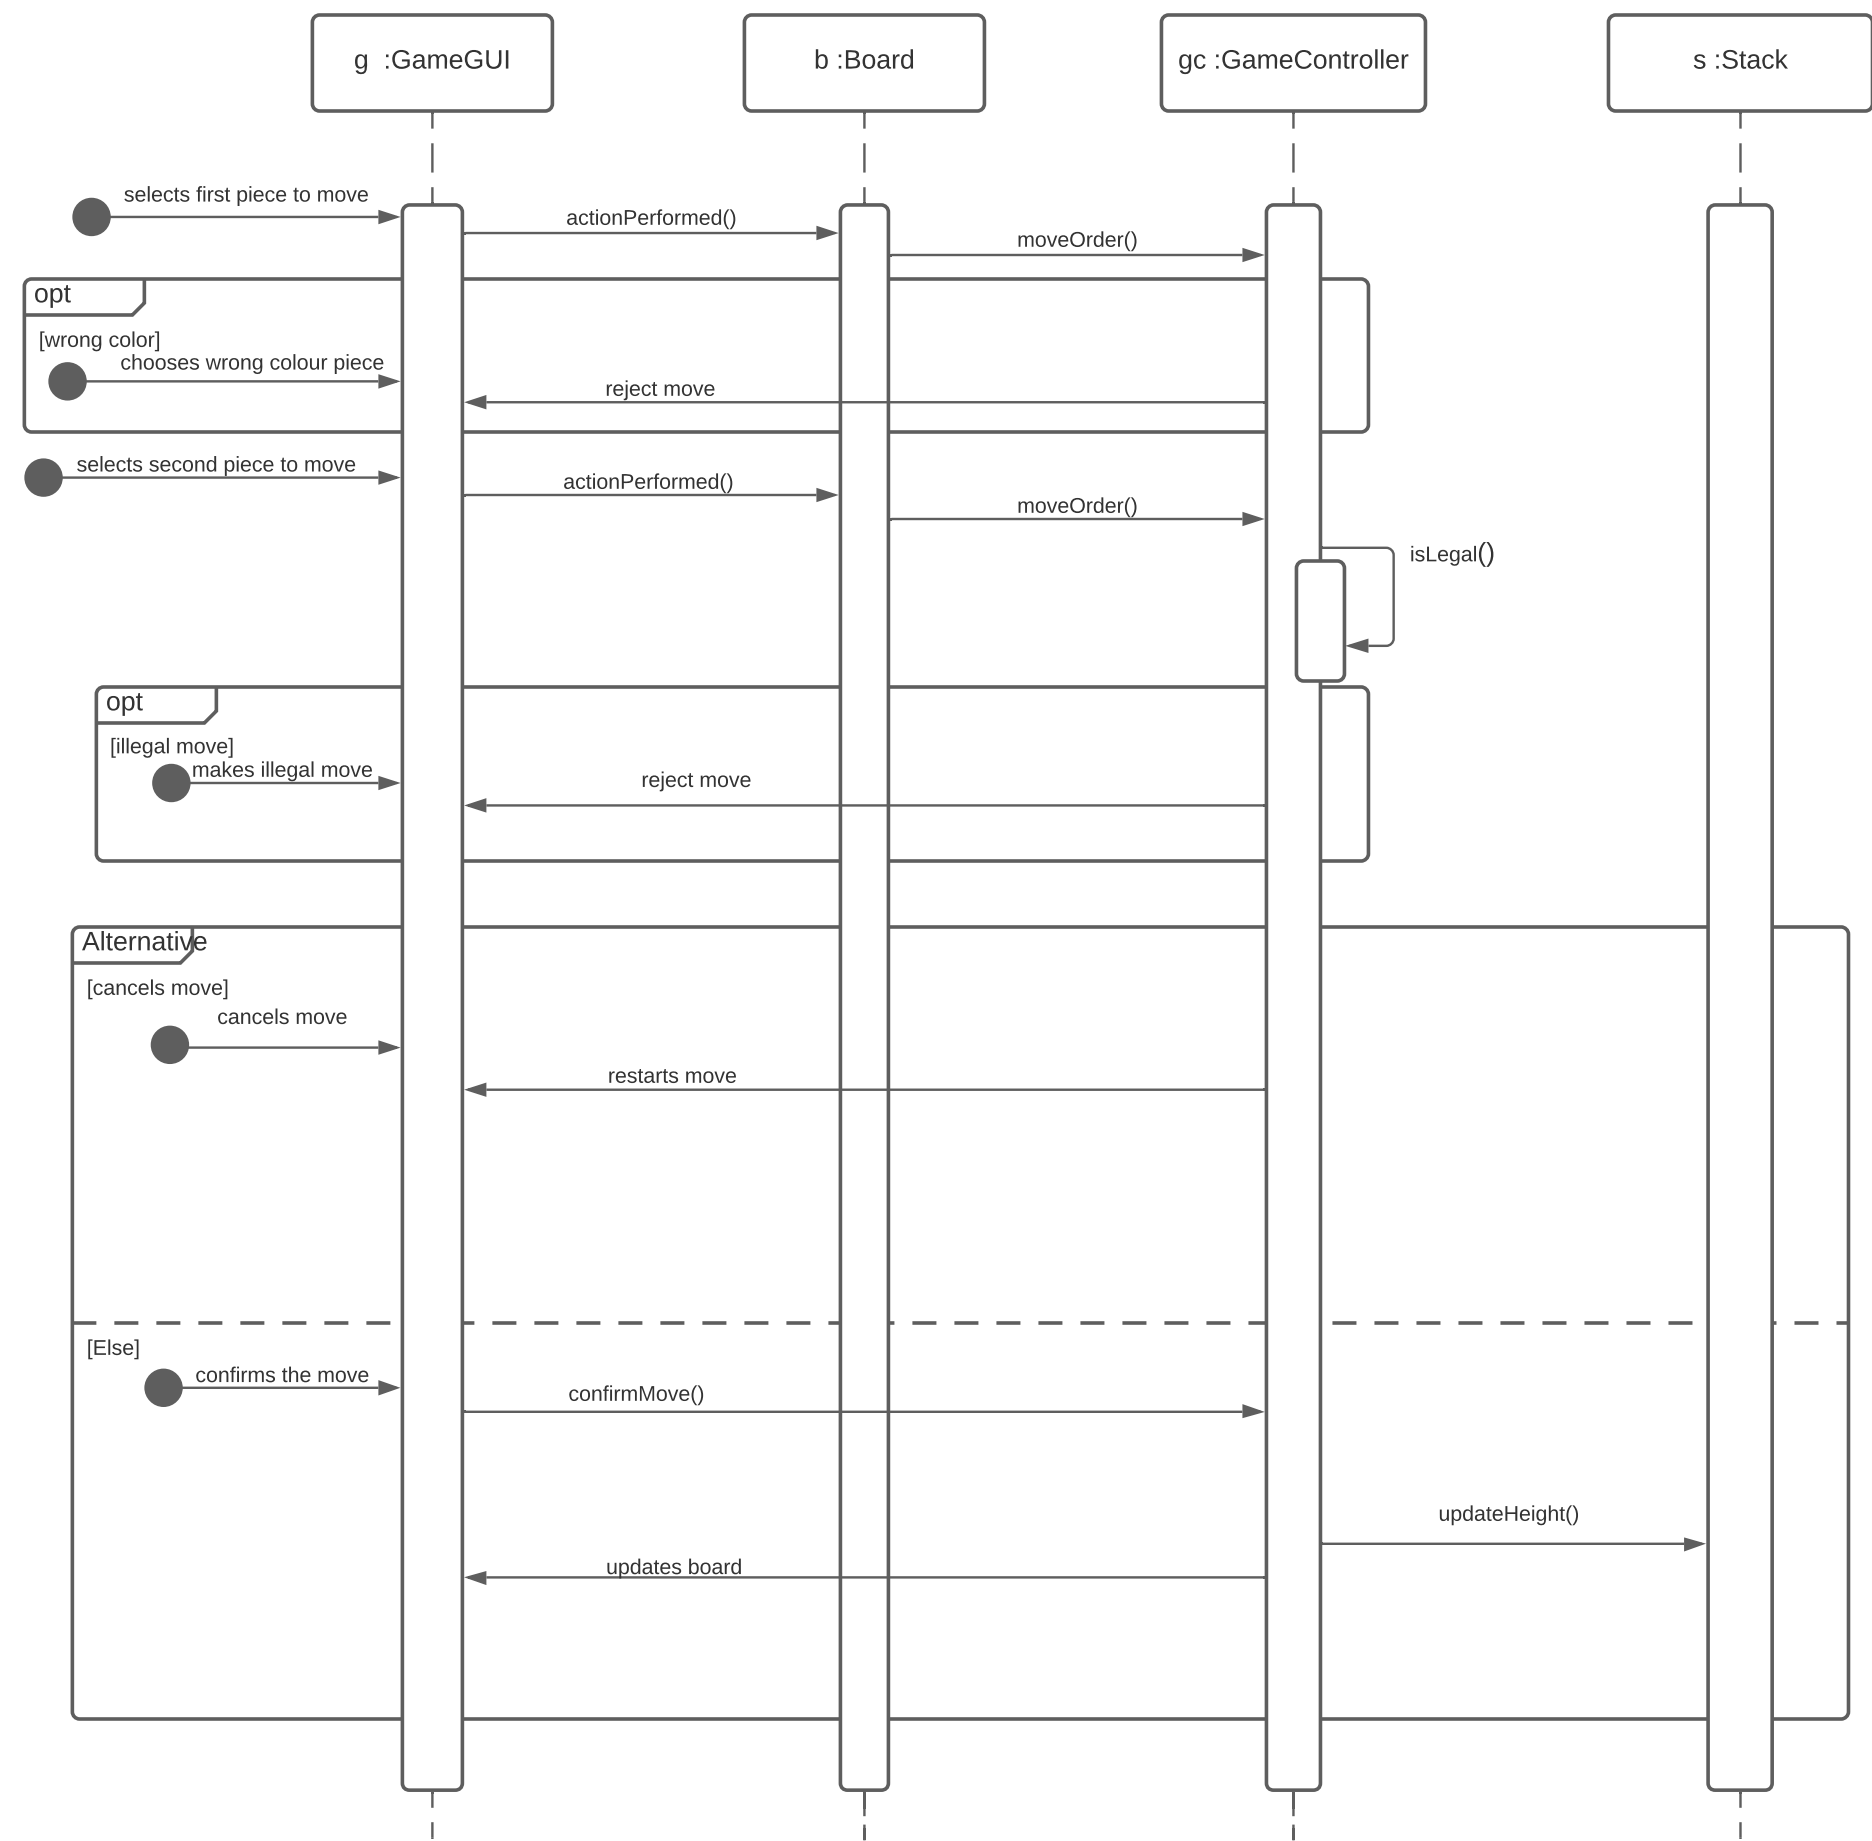 g  :GameGUI
b :Board
gc :GameController
s :Stack
selects first piece to move
actionPerformed()
moveOrder()
opt
[wrong color]
chooses wrong colour piece
reject move
selects second piece to move
actionPerformed()
moveOrder()
isLegal()
opt
[illegal move]
makes illegal move
reject move
Alternative
[cancels move]
cancels move
restarts move
[Else]
confirms the move
confirmMove()
updateHeight()
updates board